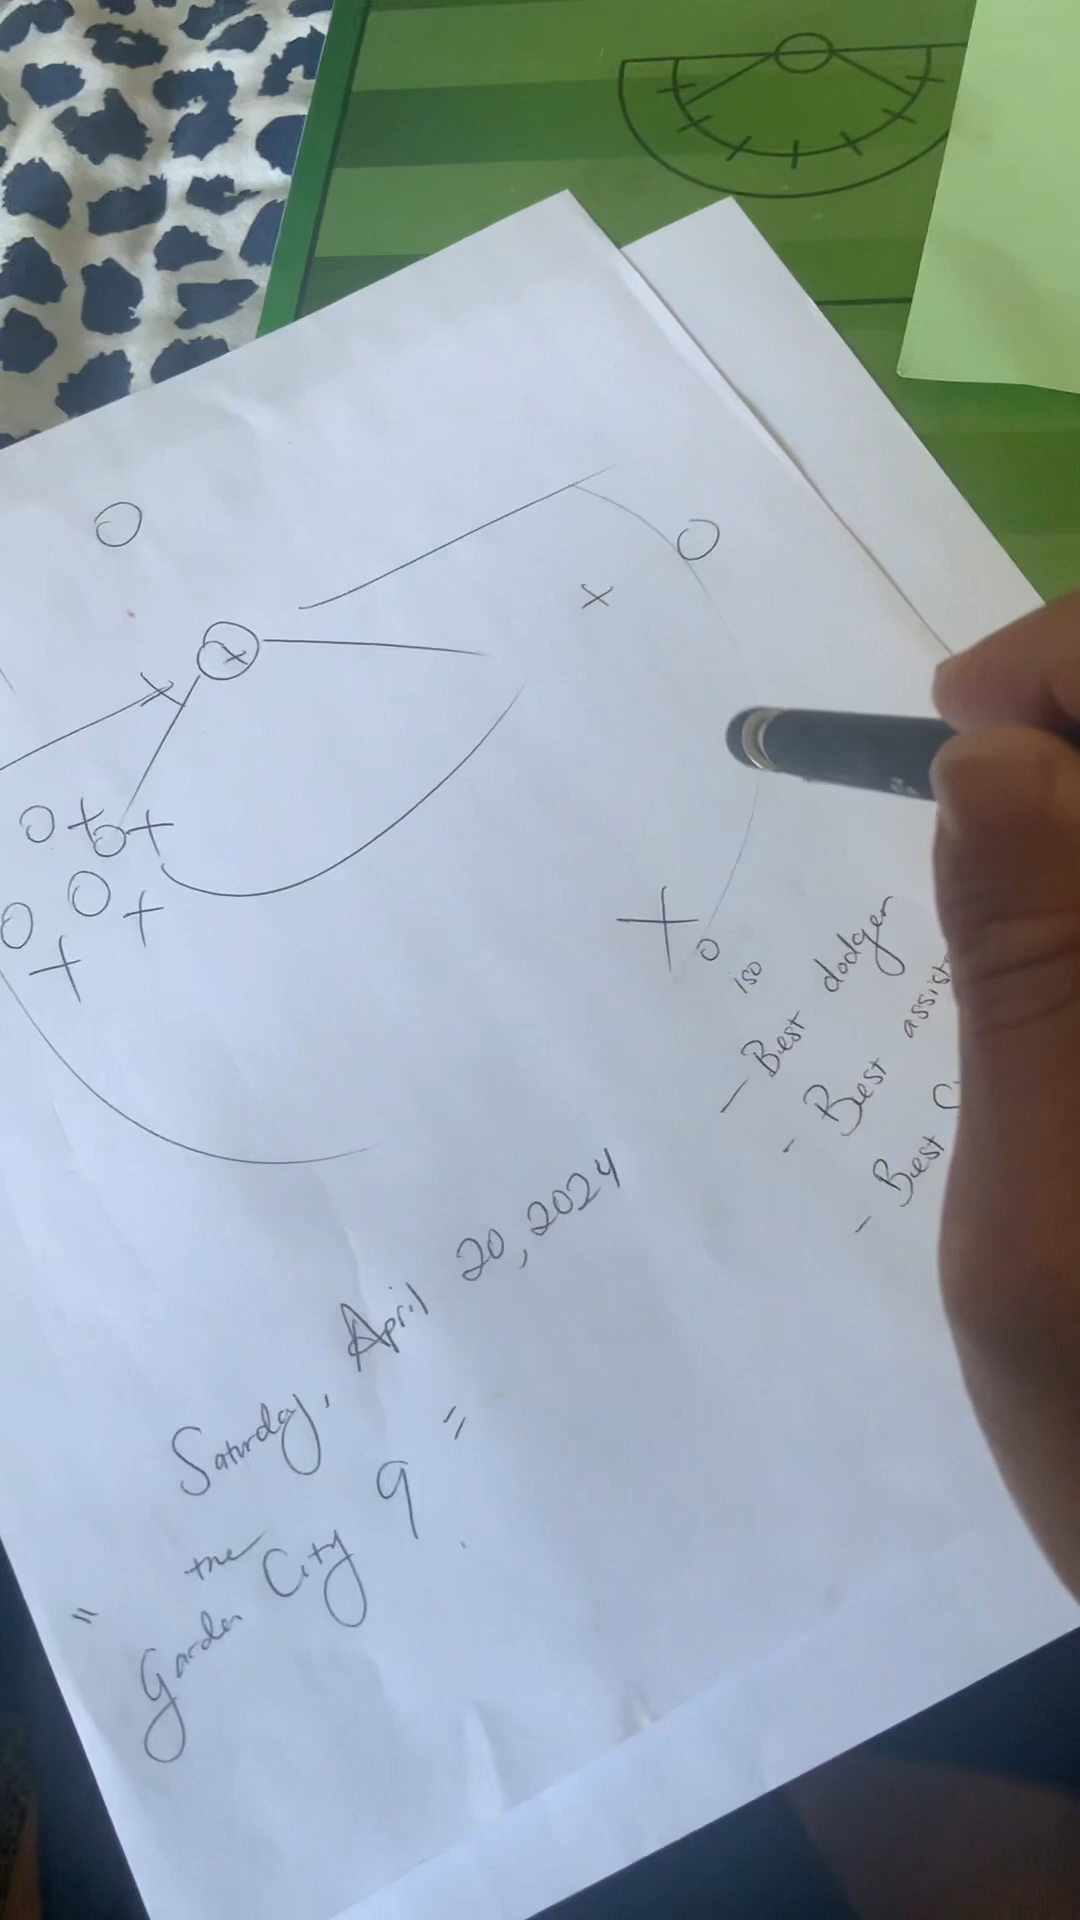 iso
- Best dodger
- Best assist
- Best
Saturday, April 20, 2024
"the
Garden City 9"